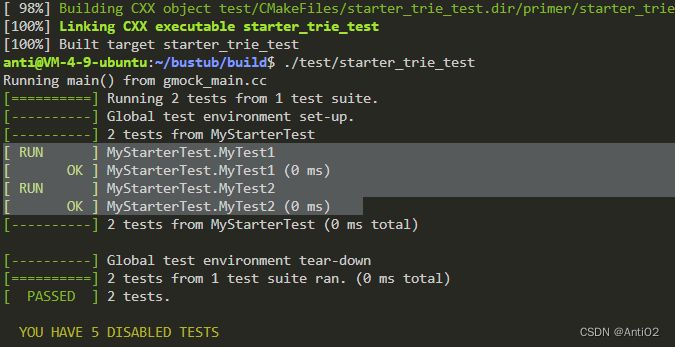 [ 98%] Building CXX object test/CMakeFiles/starter_trie_test.dir/primer/starter_trie
[100%] Linking CXX executable starter_trie_test
[100%] Built target starter_trie_test
anti@VM-4-9-ubuntu:~/bustub/build$ ./test/starter_trie_test
Running main() from gmock_main.cc
[==========] Running 2 tests from 1 test suite.
[----------] Global test environment set-up.
[----------] 2 tests from MyStarterTest
[ RUN      ] MyStarterTest.MyTest1
[       OK ] MyStarterTest.MyTest1 (0 ms)
[ RUN      ] MyStarterTest.MyTest2
[       OK ] MyStarterTest.MyTest2 (0 ms)
[----------] 2 tests from MyStarterTest (0 ms total)
[----------] Global test environment tear-down
[==========] 2 tests from 1 test suite ran. (0 ms total)
[  PASSED  ] 2 tests.
YOU HAVE 5 DISABLED TESTS
CSDN @Anti02